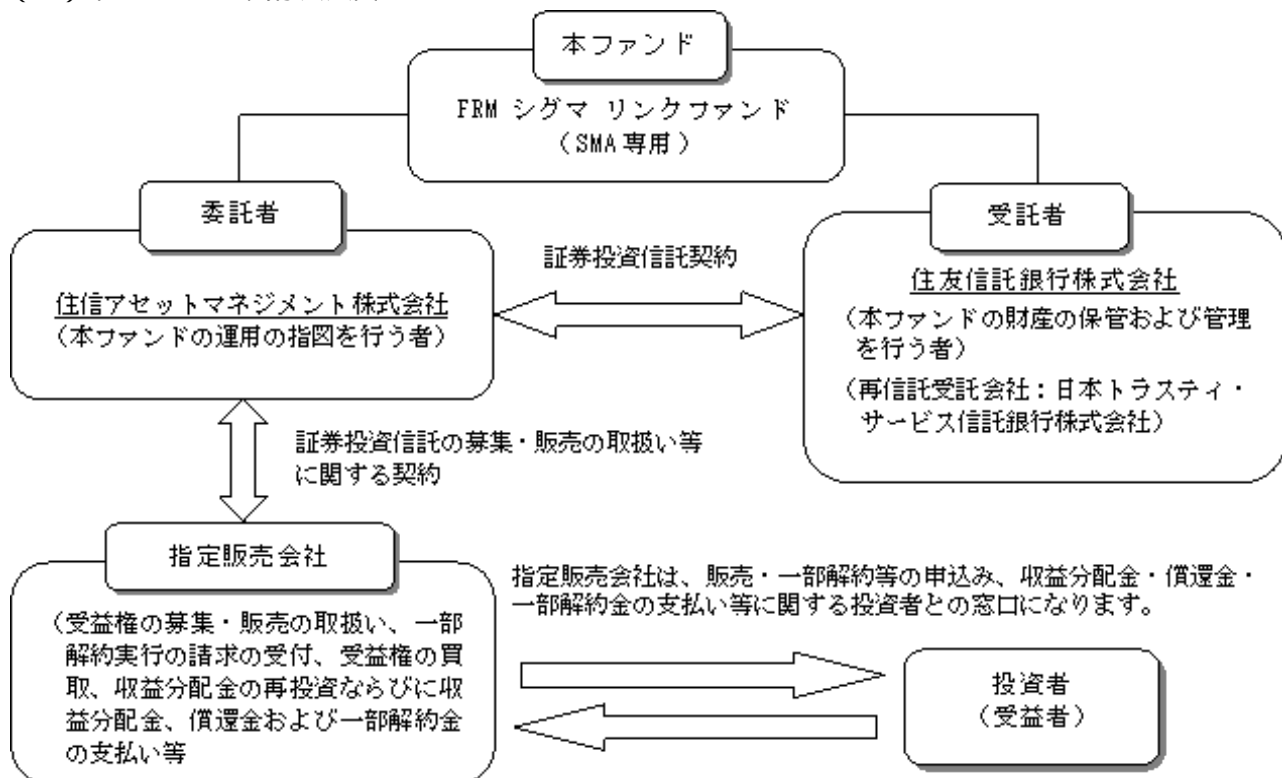 本ファンド
FRM シグマ リンクファンド
（SMA専用）
委託者
住信アセットマネジメント株式会社
（本ファンドの運用の指図を行う者）
証券投資信託契約
受託者
住友信託銀行株式会社
（本ファンドの財産の保管および管理
を行う者）
（再信託受託会社：日本トラスティ・
サービス信託銀行株式会社）
証券投資信託の募集・販売の取扱い等
に関する契約
指定販売会社
（受益権の募集・販売の取扱い、一部
解約実行の請求の受付、受益権の買
取、収益分配金の再投資ならびに収
益分配金、償還金および一部解約金
の支払い等
指定販売会社は、販売・一部解約等の申込み、収益分配金・償還金・
一部解約金の支払い等に関する投資者との窓口になります。
投資者
（受益者）